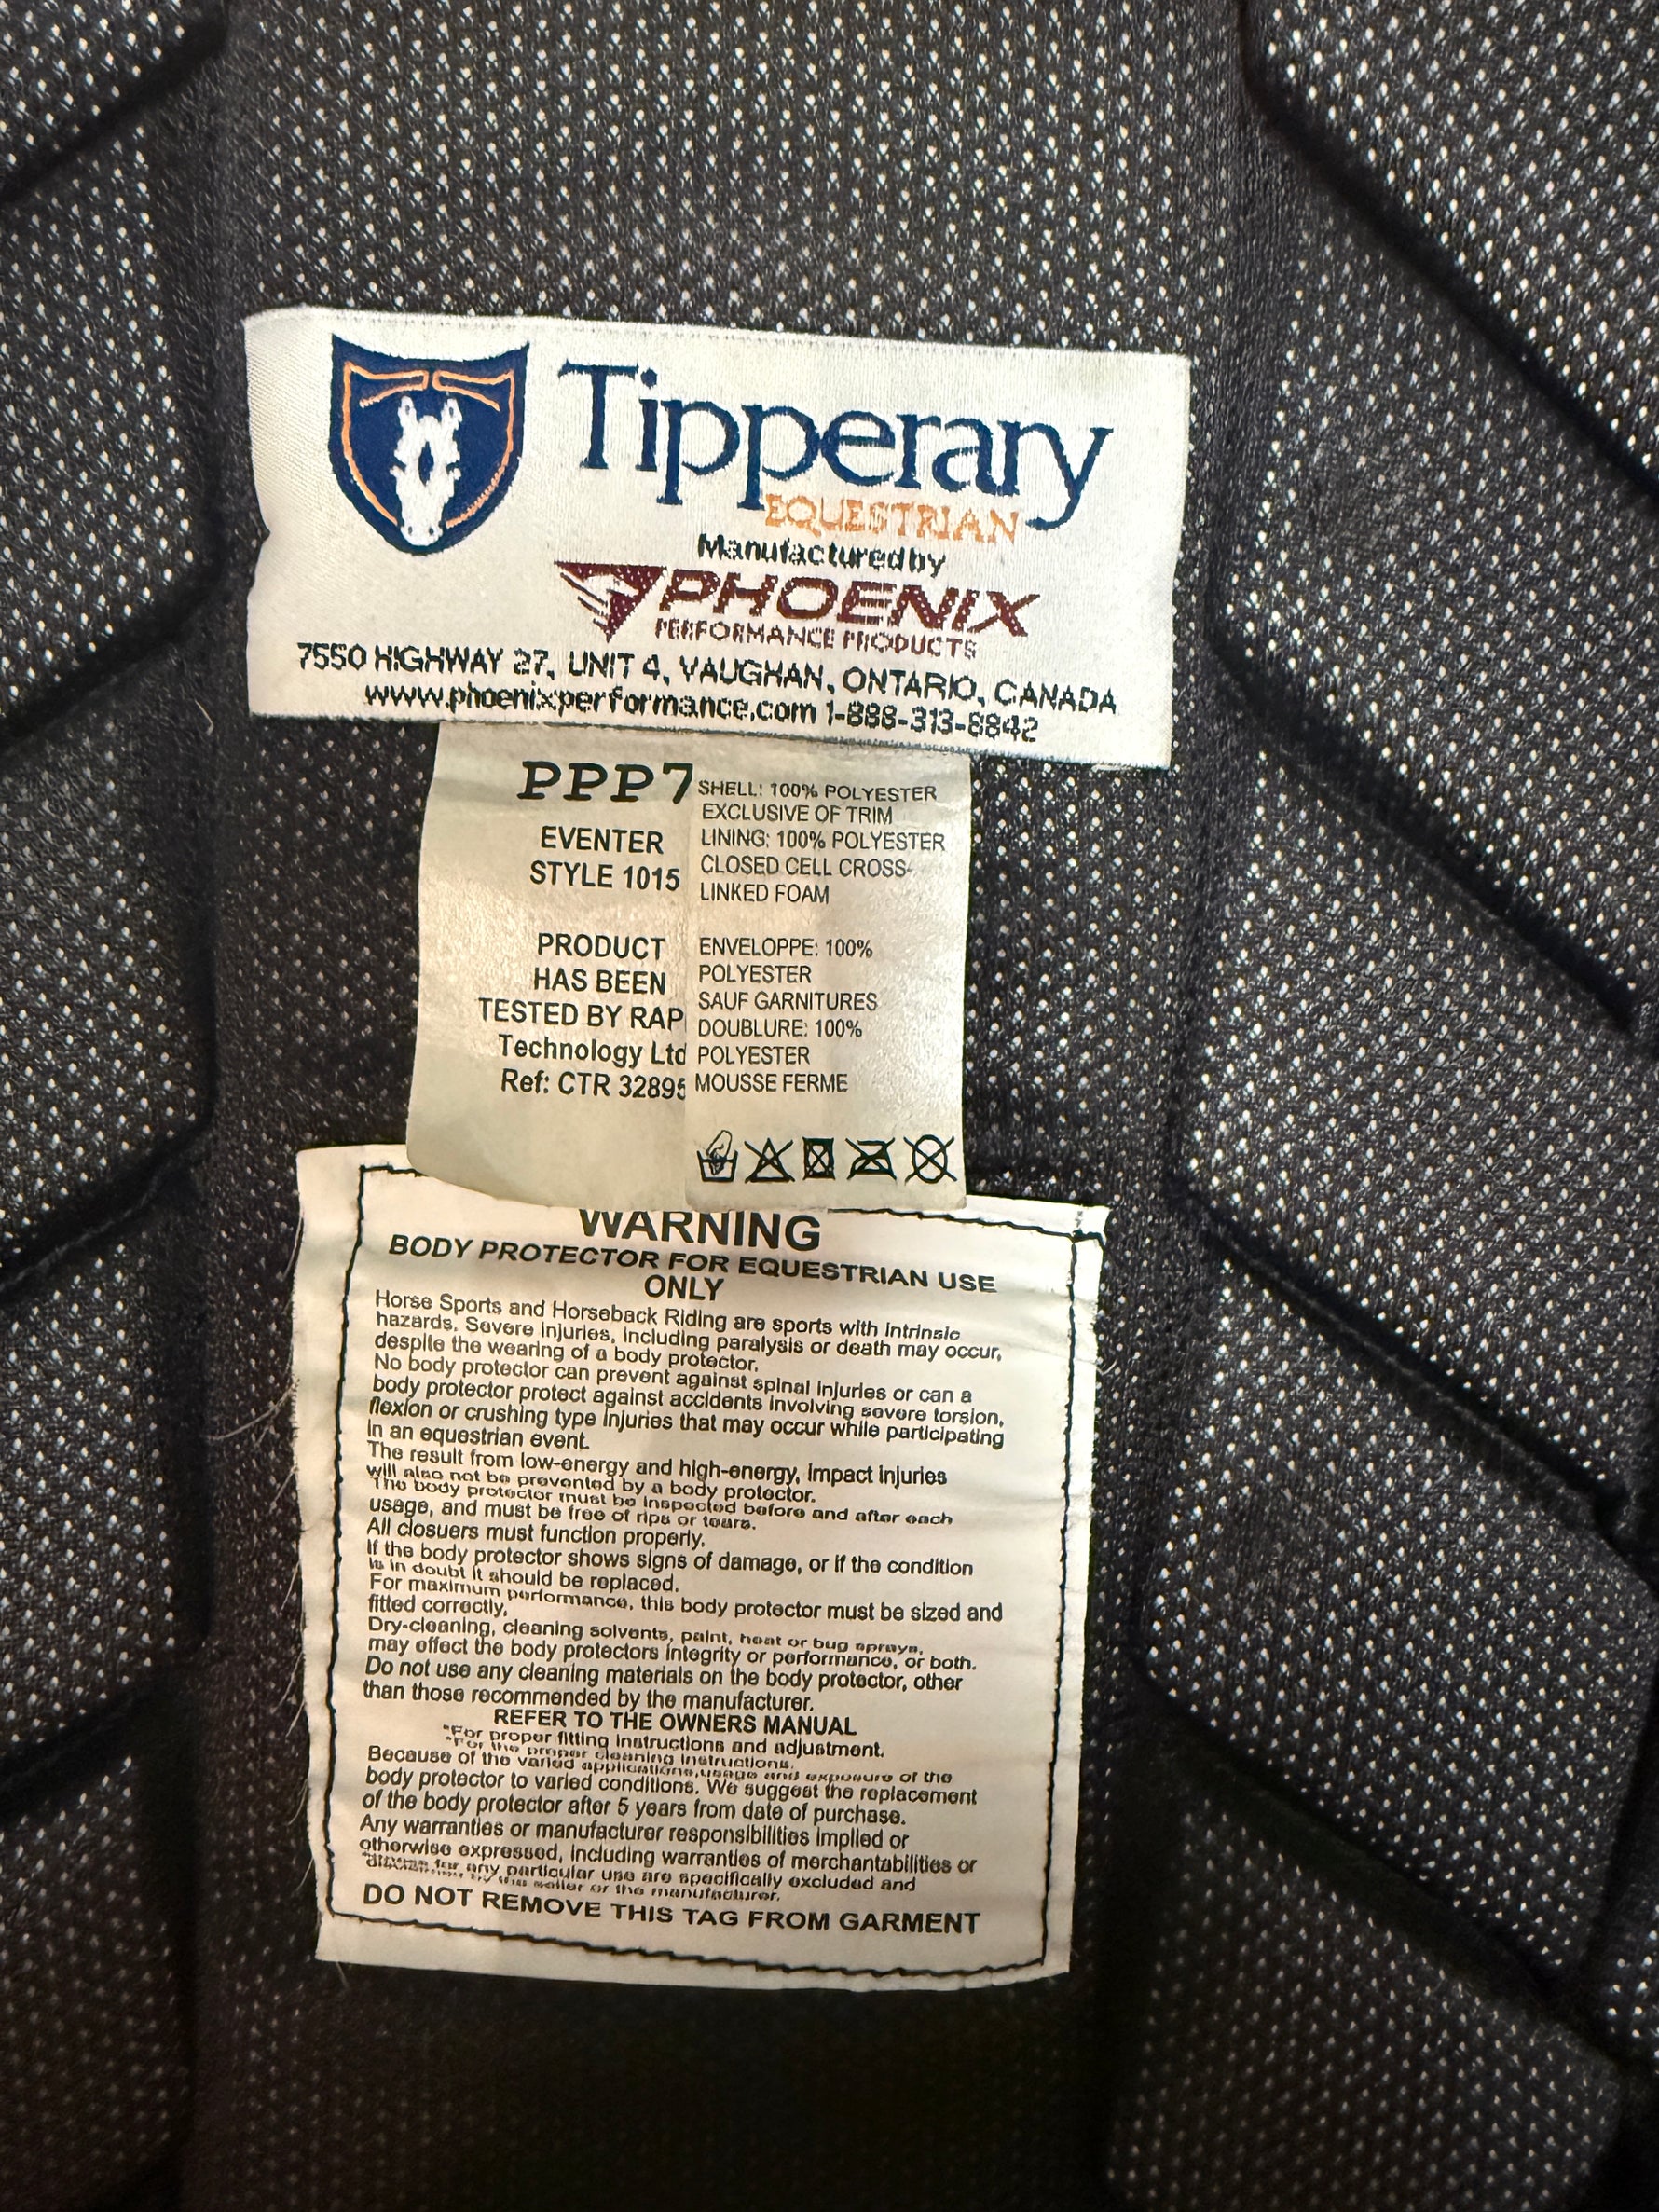 Tipperary
EQUESTRIAN
Manufactured by
PHOENIX
PERFORMANCE PRODUCTS
7550 HIGHWAY 27, UNIT 4, VAUGHAN, ONTARIO, CANADA
www.phoenixperformance.com 1-888-313-8842
PPP7
EVENTER
STYLE 1015
PRODUCT
HAS BEEN
TESTED BY RAP
Technology Ltd
Ref: CTR 32895
SHELL: 100% POLYESTER
EXCLUSIVE OF TRIM
LINING: 100% POLYESTER
CLOSED CELL CROSS-
LINKED FOAM
ENVELOPPE: 100%
POLYESTER
SAUF GARNITURES
DOUBLURE: 100%
POLYESTER
MOUSSE FERME
WARNING
BODY PROTECTOR FOR EQUESTRIAN USE
ONLY
Horse Sports and Horseback Riding are sports with intrinsic
hazards. Severe injuries, including paralysis or death may occur,
despite the wearing of a body protector.
No body protector can prevent against spinal injuries or can a
body protector protect against accidents involving severe torsion,
flexion or crushing type injuries that may occur while participating
in an equestrian event.
The result from low-energy and high-energy, impact injuries
will also not be prevented by a body protector.
The body protector must be inspected before and after each
usage, and must be free of rips or tears.
All closuers must function properly.
If the body protector shows signs of damage, or if the condition
is in doubt it should be replaced.
For maximum performance, this body protector must be sized and
fitted correctly,
Dry-cleaning, cleaning solvents, paint, heat or bug sprays,
may effect the body protectors integrity or performance, or both.
Do not use any cleaning materials on the body protector, other
than those recommended by the manufacturer.
REFER TO THE OWNERS MANUAL
*For proper fitting instructions and adjustment.
*For the proper cleaning instructions.
Because of the varied applications,usage and exposure of the
body protector to varied conditions. We suggest the replacement
of the body protector after 5 years from date of purchase.
Any warranties or manufacturer responsibilities implied or
otherwise expressed, including warranties of merchantabilities or
for any particular use are specifically excluded and
by the seller or the manufacturer.
DO NOT REMOVE THIS TAG FROM GARMENT